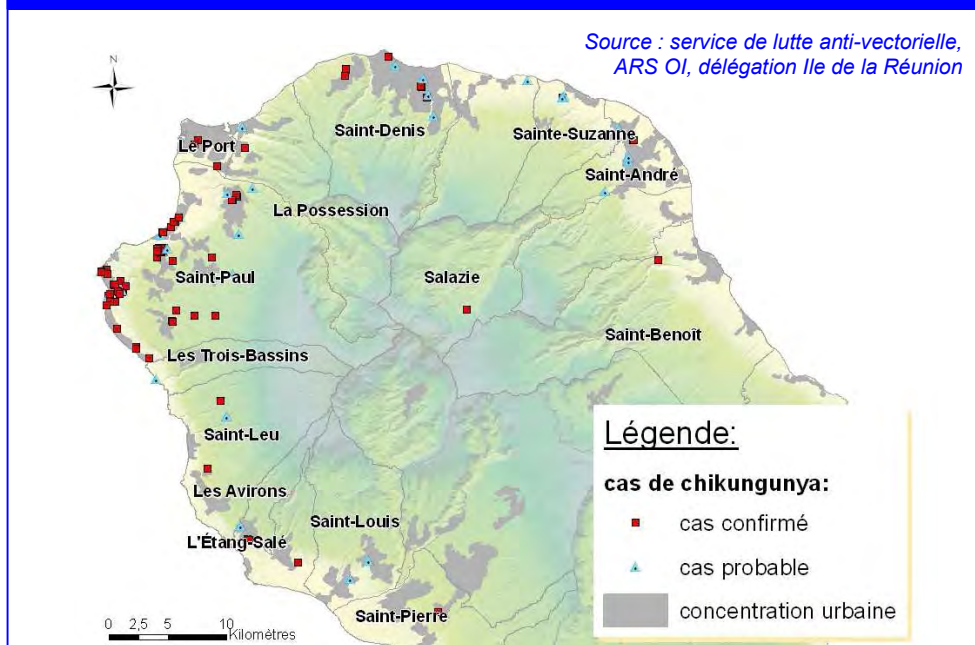 Source : service de lutte anti-vectorielle,
ARS OI, délégation Ile de la Réunion
N
Saint-Denis
Sainte-Suzanne
Le Port
Saint-André
La Possession
Saint-Paul
Salazie
Saint-Benoît
Les Trois-Bassins
Saint-Leu
Les Avirons
Saint-Louis
L'Étang-Salé
Saint-Pierre
Légende:
cas de chikungunya:
cas confirmé
cas probable
concentration urbaine
0 2,5 5 10
Kilomètres